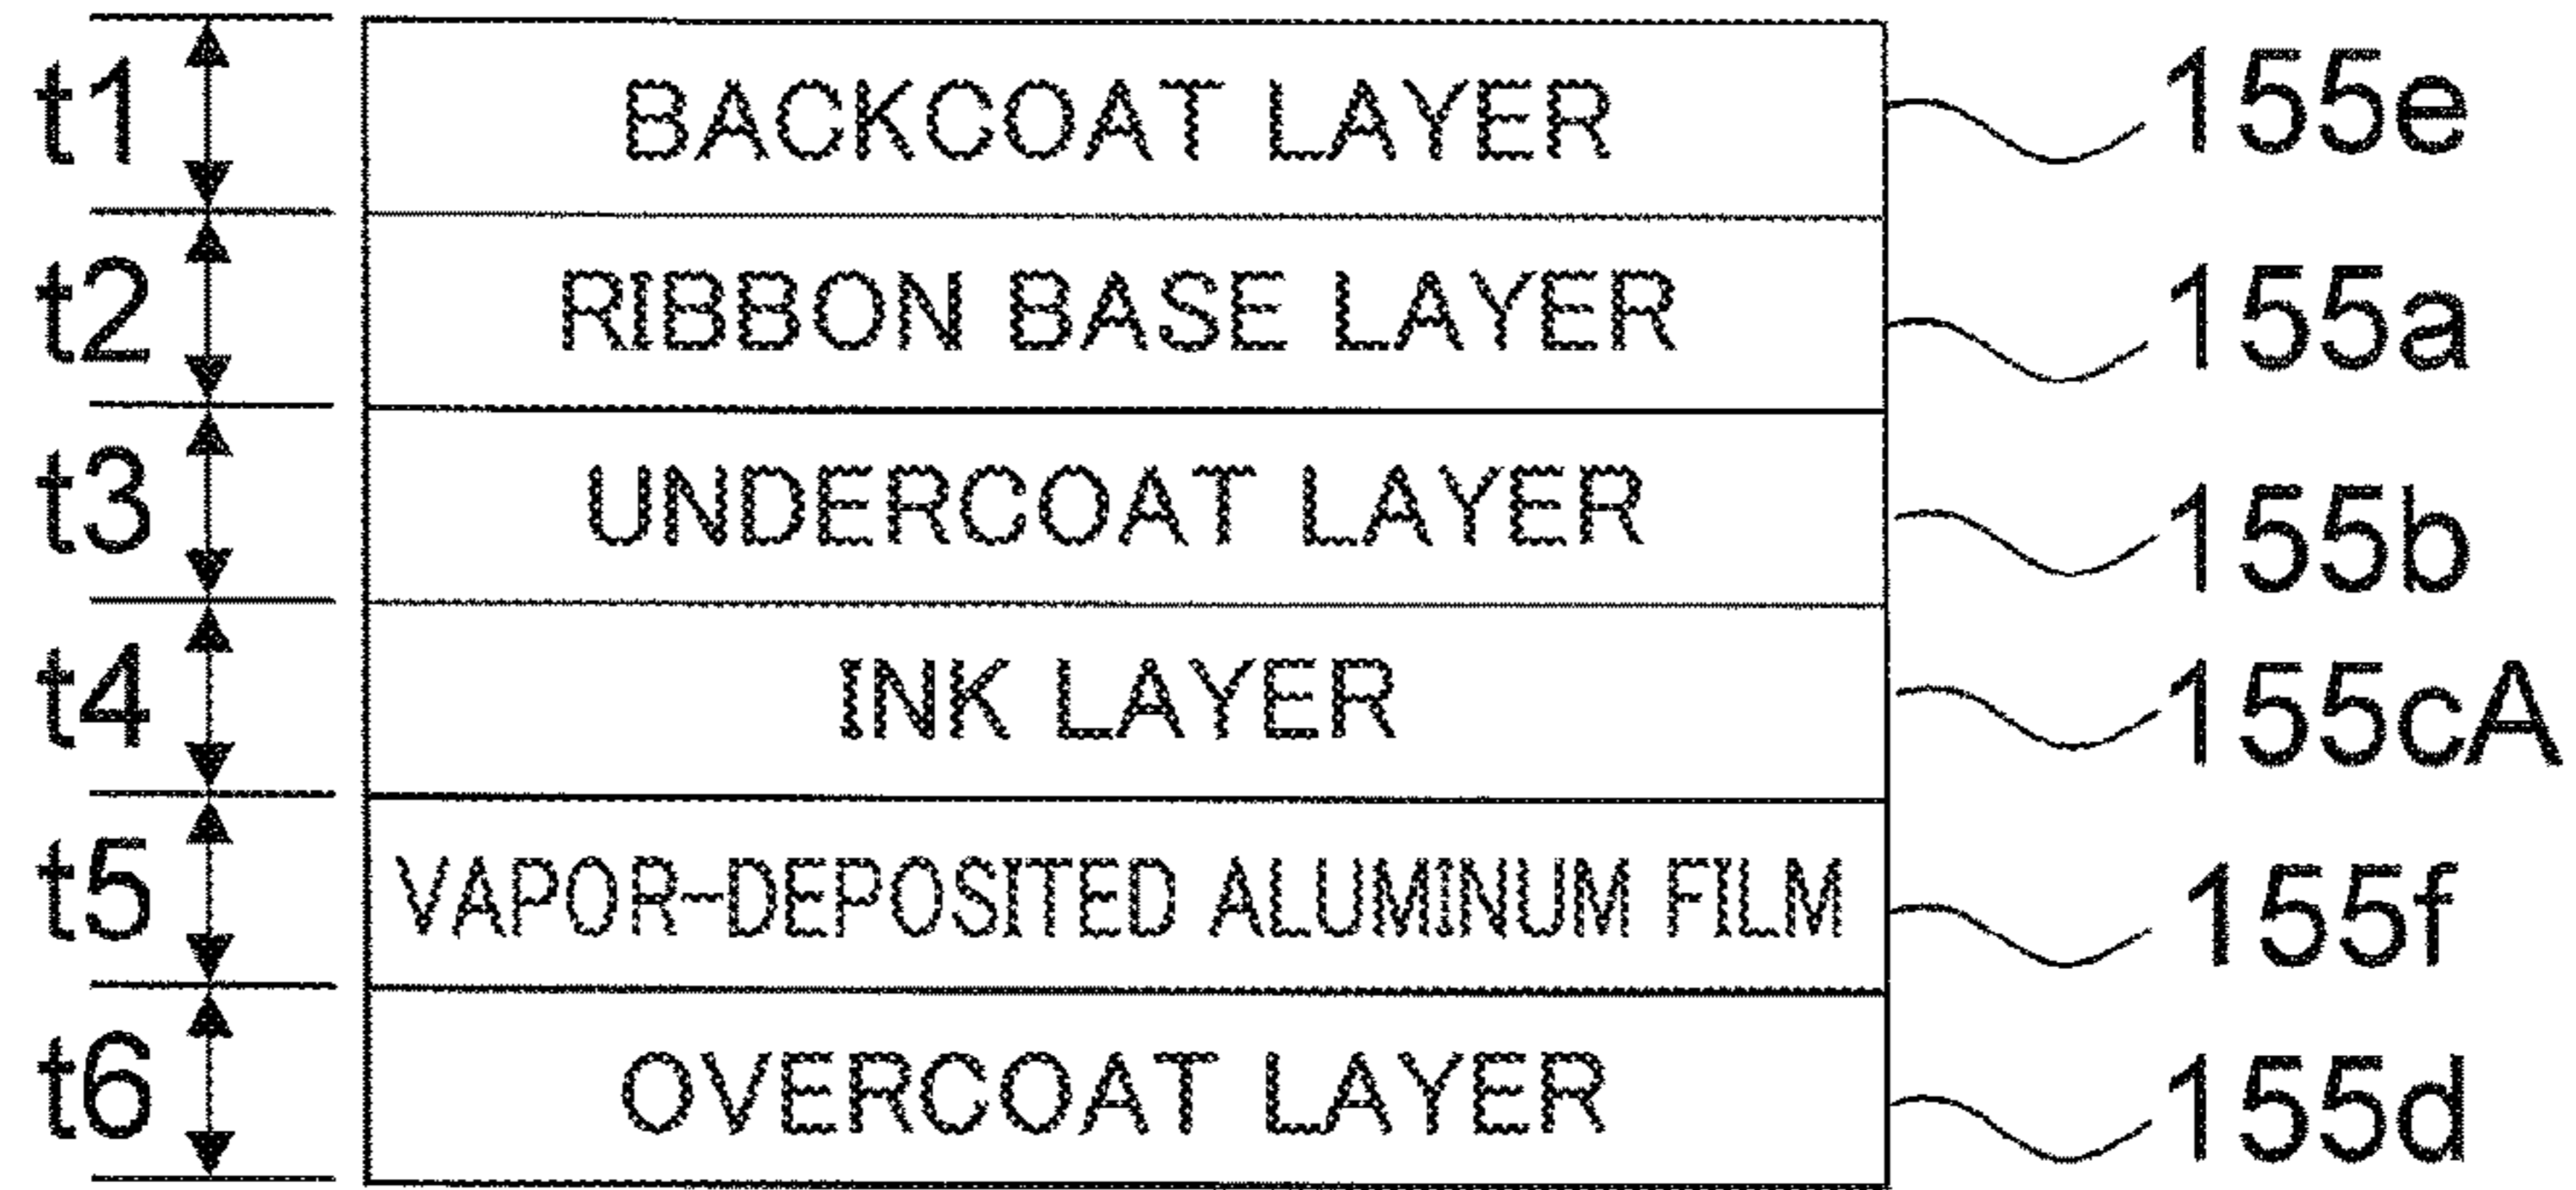 t1 BACKCOAT LAYER 155e
t2 RIBBON BASE LAYER 155a
t3 UNDERCOAT LAYER 155b
t4 INK LAYER 155cA
t5 VAPOR-DEPOSITED ALUMINUM FILM 155f
t6 OVERCOAT LAYER 155d